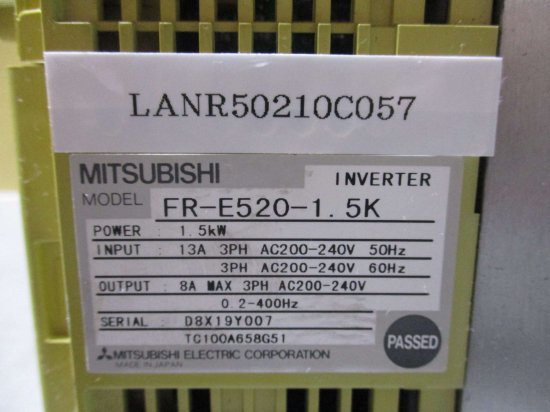 LANR50210C057
MITSUBISHI INVERTER
MODEL FR-E520-1.5K
POWER : 1.5kW
INPUT : 13A 3PH AC200-240V 50Hz
3PH AC200-240V 60Hz
OUTPUT : 8A MAX 3PH AC200-240V
0.2-400Hz
SERIAL : D8X19Y007
TC100A658G51
PASSED
MITSUBISHI ELECTRIC CORPORATION
MADE IN JAPAN